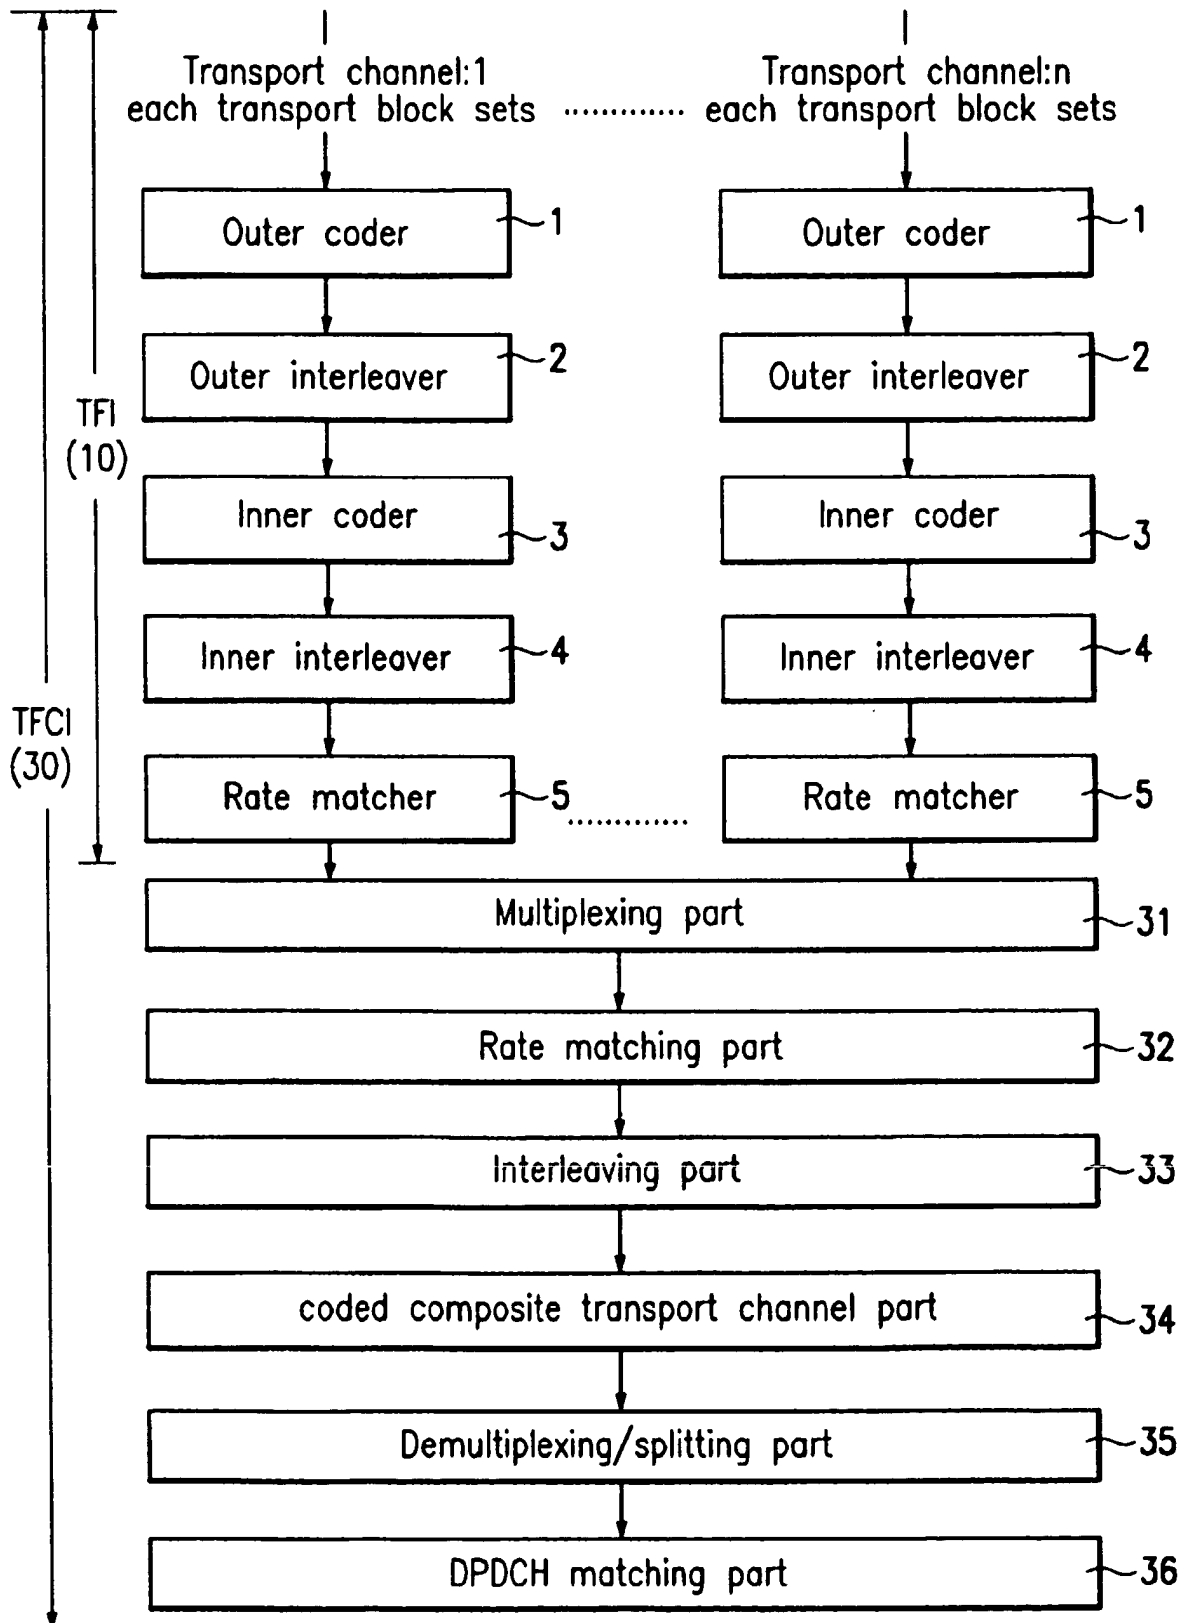 Transport channel:1
each transport block sets
............
Transport channel:n
each transport block sets
Outer coder
1
Outer coder
1
Outer interleaver
2
Outer interleaver
2
TFI
(10)
Inner coder
3
Inner coder
3
Inner interleaver
4
Inner interleaver
4
TFCI
(30)
Rate matcher
5
............
Rate matcher
5
Multiplexing part
31
Rate matching part
32
Interleaving part
33
coded composite transport channel part
34
Demultiplexing/splitting part
35
DPDCH matching part
36